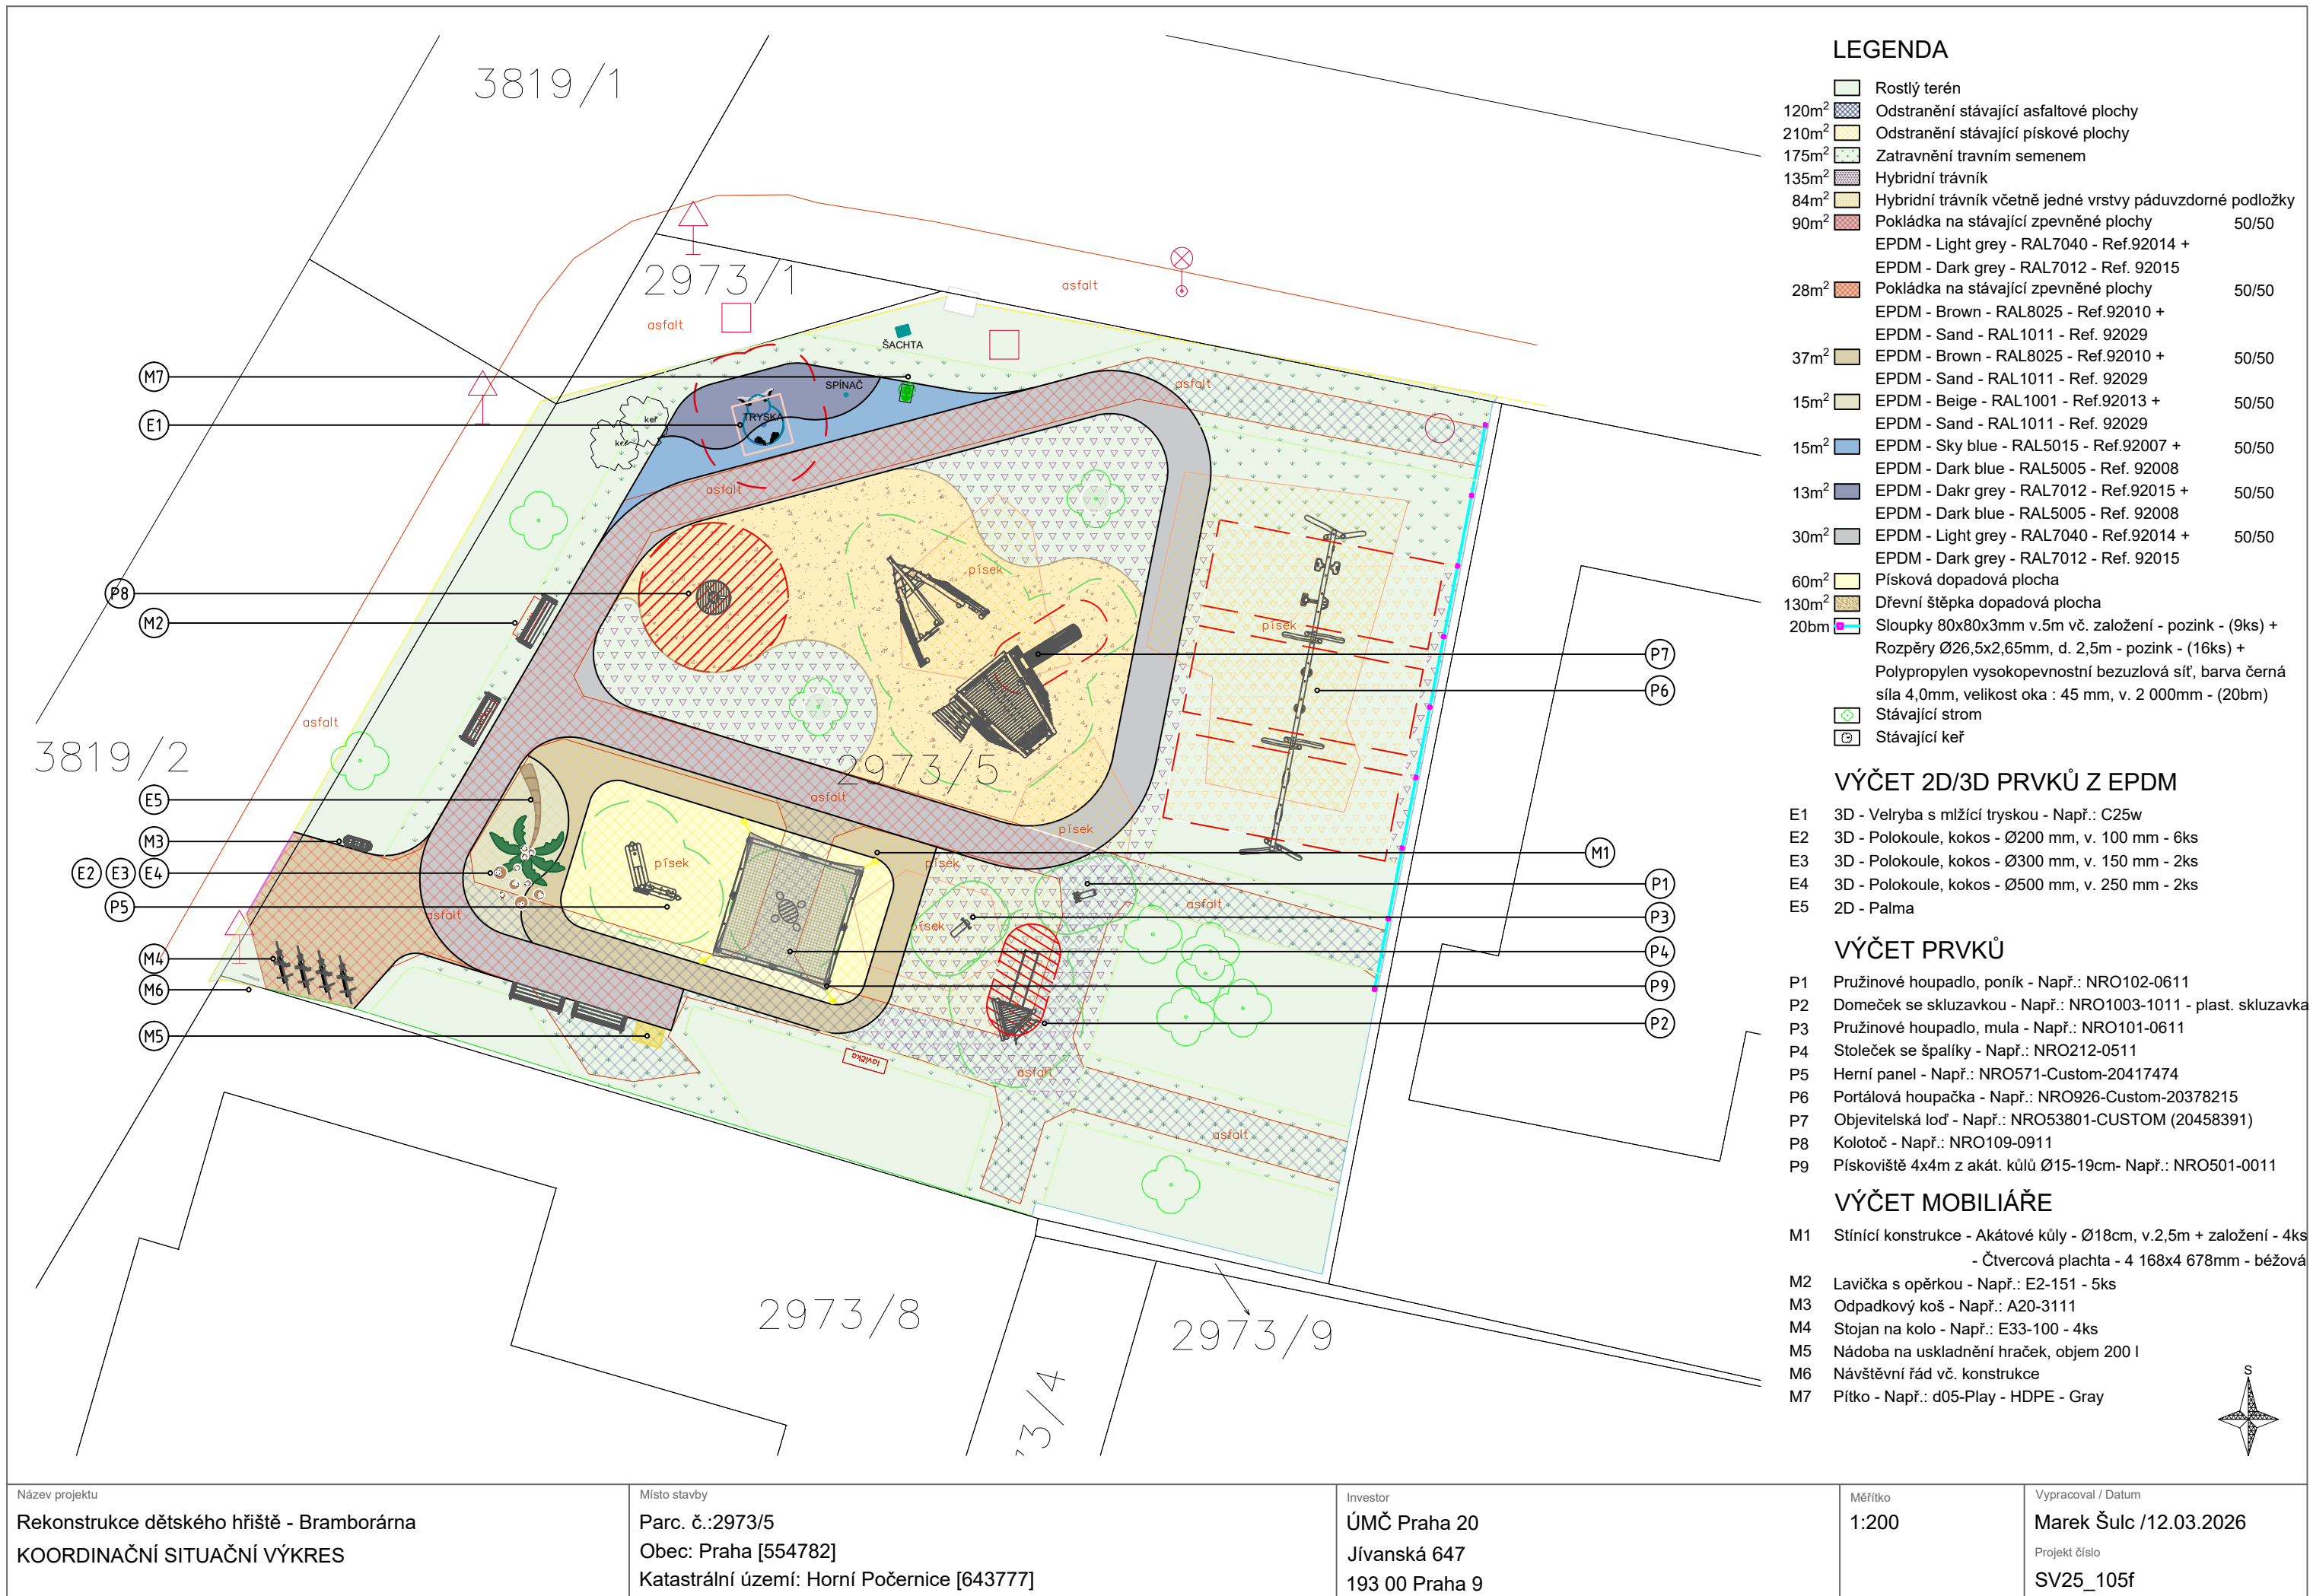 3819/1
2973/1
asfalt
asfalt
ŠACHTA
asfalt
M7
SPÍNAČ
E1
TRYSKA
keř
keř
asfalt
písek
P8
M2
písek
P7
P6
asfalt
3819/2
2973/5
asfalt
E5
písek
M3
M1
písek
písek
E2 E3 E4
P1
P5
asfalt
asfalt
P3
písek
P4
M4
M6
P9
P2
M5
lavička
asfalt
asfalt
2973/8
2973/9
73/4
LEGENDA
Rostlý terén
120m² Odstranění stávající asfaltové plochy
210m² Odstranění stávající pískové plochy
175m² Zatravnění travním semenem
135m² Hybridní trávník
84m² Hybridní trávník včetně jedné vrstvy páduvzdorné podložky
90m² Pokládka na stávající zpevněné plochy 50/50
EPDM - Light grey - RAL7040 - Ref.92014 +
EPDM - Dark grey - RAL7012 - Ref. 92015
28m² Pokládka na stávající zpevněné plochy 50/50
EPDM - Brown - RAL8025 - Ref.92010 +
EPDM - Sand - RAL1011 - Ref. 92029
37m² EPDM - Brown - RAL8025 - Ref.92010 + 50/50
EPDM - Sand - RAL1011 - Ref. 92029
15m² EPDM - Beige - RAL1001 - Ref.92013 + 50/50
EPDM - Sand - RAL1011 - Ref. 92029
15m² EPDM - Sky blue - RAL5015 - Ref.92007 + 50/50
EPDM - Dark blue - RAL5005 - Ref. 92008
13m² EPDM - Dakr grey - RAL7012 - Ref.92015 + 50/50
EPDM - Dark blue - RAL5005 - Ref. 92008
30m² EPDM - Light grey - RAL7040 - Ref.92014 + 50/50
EPDM - Dark grey - RAL7012 - Ref. 92015
60m² Písková dopadová plocha
130m² Dřevní štěpka dopadová plocha
20bm Sloupky 80x80x3mm v.5m vč. založení - pozink - (9ks) +
Rozpěry Ø26,5x2,65mm, d. 2,5m - pozink - (16ks) +
Polypropylen vysokopevnostní bezuzlová síť, barva černá
síla 4,0mm, velikost oka : 45 mm, v. 2 000mm - (20bm)
Stávající strom
Stávající keř
VÝČET 2D/3D PRVKŮ Z EPDM
E1 3D - Velryba s mlžící tryskou - Např.: C25w
E2 3D - Polokoule, kokos - Ø200 mm, v. 100 mm - 6ks
E3 3D - Polokoule, kokos - Ø300 mm, v. 150 mm - 2ks
E4 3D - Polokoule, kokos - Ø500 mm, v. 250 mm - 2ks
E5 2D - Palma
VÝČET PRVKŮ
P1 Pružinové houpadlo, poník - Např.: NRO102-0611
P2 Domeček se skluzavkou - Např.: NRO1003-1011 - plast. skluzavka
P3 Pružinové houpadlo, mula - Např.: NRO101-0611
P4 Stoleček se špalíky - Např.: NRO212-0511
P5 Herní panel - Např.: NRO571-Custom-20417474
P6 Portálová houpačka - Např.: NRO926-Custom-20378215
P7 Objevitelská loď - Např.: NRO53801-CUSTOM (20458391)
P8 Kolotoč - Např.: NRO109-0911
P9 Pískoviště 4x4m z akát. kůlů Ø15-19cm- Např.: NRO501-0011
VÝČET MOBILIÁŘE
M1 Stínící konstrukce - Akátové kůly - Ø18cm, v.2,5m + založení - 4ks
- Čtvercová plachta - 4 168x4 678mm - béžová
M2 Lavička s opěrkou - Např.: E2-151 - 5ks
M3 Odpadkový koš - Např.: A20-3111
M4 Stojan na kolo - Např.: E33-100 - 4ks
M5 Nádoba na uskladnění hraček, objem 200 l
M6 Návštěvní řád vč. konstrukce
M7 Pítko - Např.: d05-Play - HDPE - Gray
S
Název projektu
Rekonstrukce dětského hřiště - Bramborárna
KOORDINAČNÍ SITUAČNÍ VÝKRES
Místo stavby
Parc. č.:2973/5
Obec: Praha [554782]
Katastrální území: Horní Počernice [643777]
Investor
ÚMČ Praha 20
Jívanská 647
193 00 Praha 9
Měřítko
1:200
Vypracoval / Datum
Marek Šulc /12.03.2026
Projekt číslo
SV25_105f